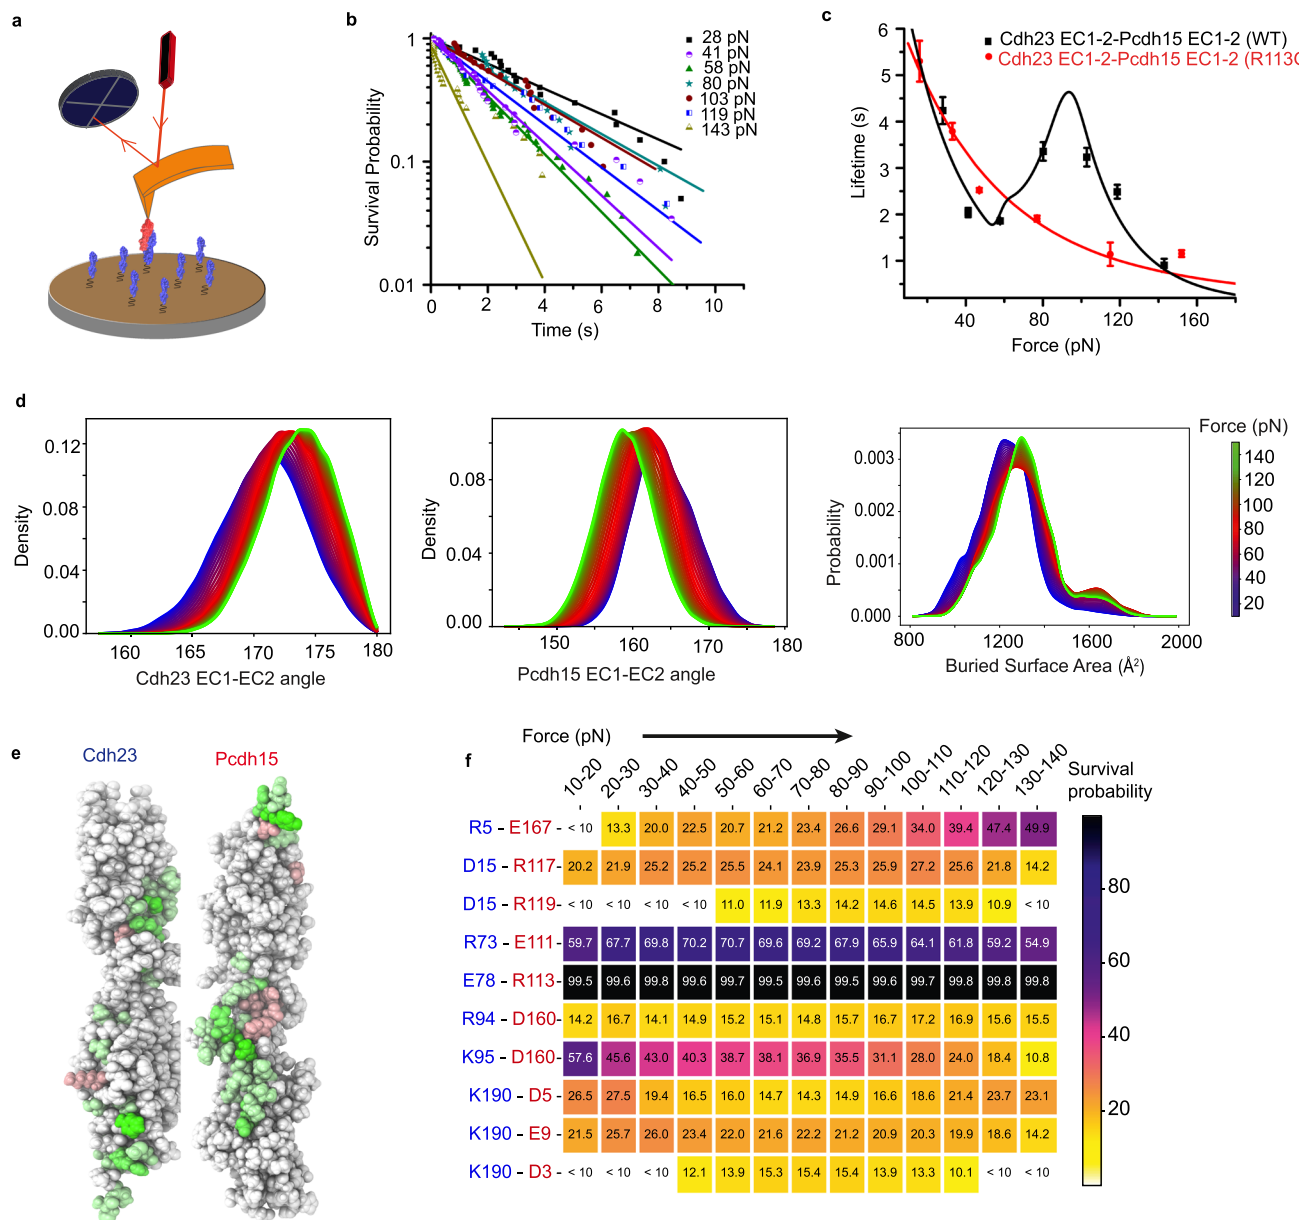 a
b
1
0.1
0.01
0
2
4
6
8
10
Survival Probability
Time (s)
28 pN
41 pN
58 pN
80 pN
103 pN
119 pN
143 pN
c
6
5
4
3
2
1
40
80
120
160
Lifetime (s)
Force (pN)
Cdh23 EC1-2-Pcdh15 EC1-2 (WT)
Cdh23 EC1-2-Pcdh15 EC1-2 (R113
d
0.12
0.08
0.04
0.00
160
165
170
175
180
Density
Cdh23 EC1-EC2 angle
0.08
0.04
0.00
150
160
170
180
Density
Pcdh15 EC1-EC2 angle
0.003
0.002
0.001
0.000
800
1200
1600
2000
Probability
Buried Surface Area (Å²)
Force (pN)
140
120
100
80
60
40
20
e
Cdh23
Pcdh15
f
Force (pN)
10-20 20-30 30-40 40-50 50-60 60-70 70-80 80-90 90-100 100-110 110-120 120-130 130-140
R5 - E167 - < 10 13.3 20.0 22.5 20.7 21.2 23.4 26.6 29.1 34.0 39.4 47.4 49.9
D15 - R117 - 20.2 21.9 25.2 25.2 25.5 24.1 23.9 25.3 25.9 27.2 25.6 21.8 14.2
D15 - R119 - < 10 < 10 < 10 < 10 11.0 11.9 13.3 14.2 14.6 14.5 13.9 10.9 < 10
R73 - E111 - 59.7 67.7 69.8 70.2 70.7 69.6 69.2 67.9 65.9 64.1 61.8 59.2 54.9
E78 - R113 - 99.5 99.6 99.8 99.6 99.7 99.5 99.6 99.5 99.6 99.7 99.8 99.8 99.8
R94 - D160 - 14.2 16.7 14.1 14.9 15.2 15.1 14.8 15.7 16.7 17.2 16.9 15.6 15.5
K95 - D160 - 57.6 45.6 43.0 40.3 38.7 38.1 36.9 35.5 31.1 28.0 24.0 18.4 10.8
K190 - D5 - 26.5 27.5 19.4 16.5 16.0 14.7 14.3 14.9 16.6 18.6 21.4 23.7 23.1
K190 - E9 - 21.5 25.7 26.0 23.4 22.0 21.6 22.2 21.2 20.9 20.3 19.9 18.6 14.2
K190 - D3 - < 10 < 10 < 10 12.1 13.9 15.3 15.4 15.4 13.9 13.3 10.1 < 10 < 10
Survival
probability
80
60
40
20